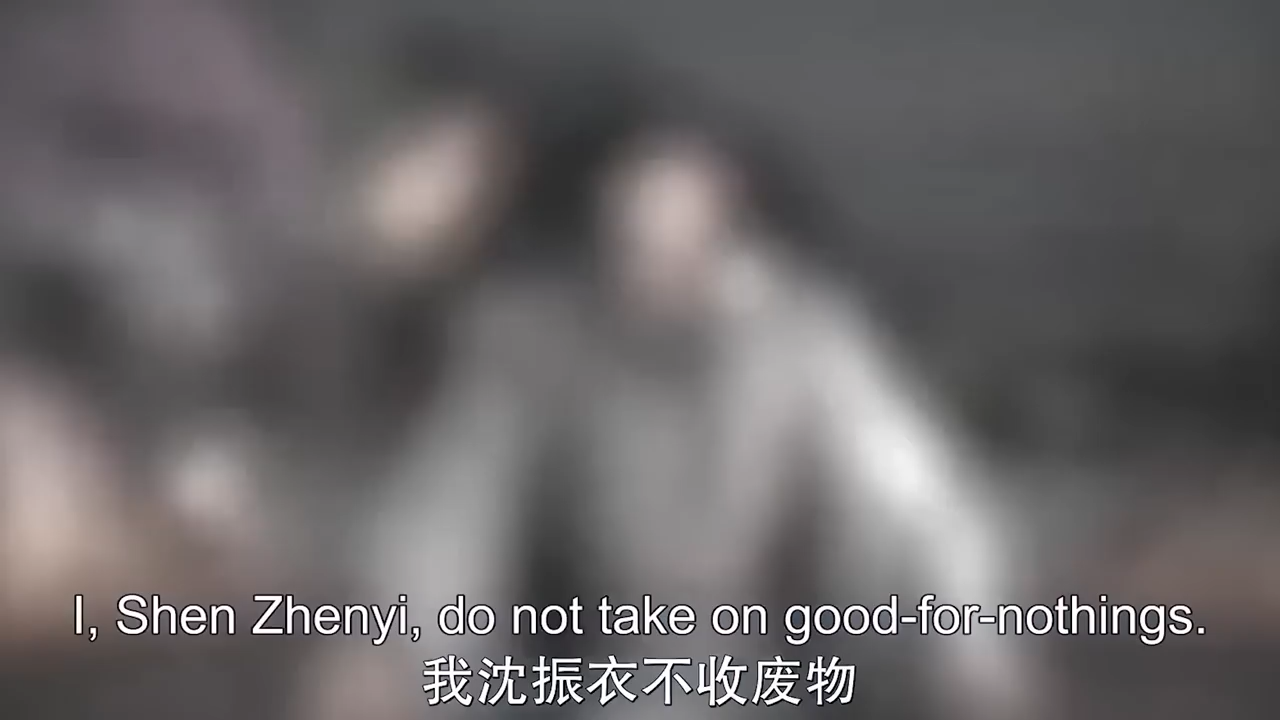 I, Shen Zhenyi, do not take on good-for-nothings.
我沈振衣不收废物